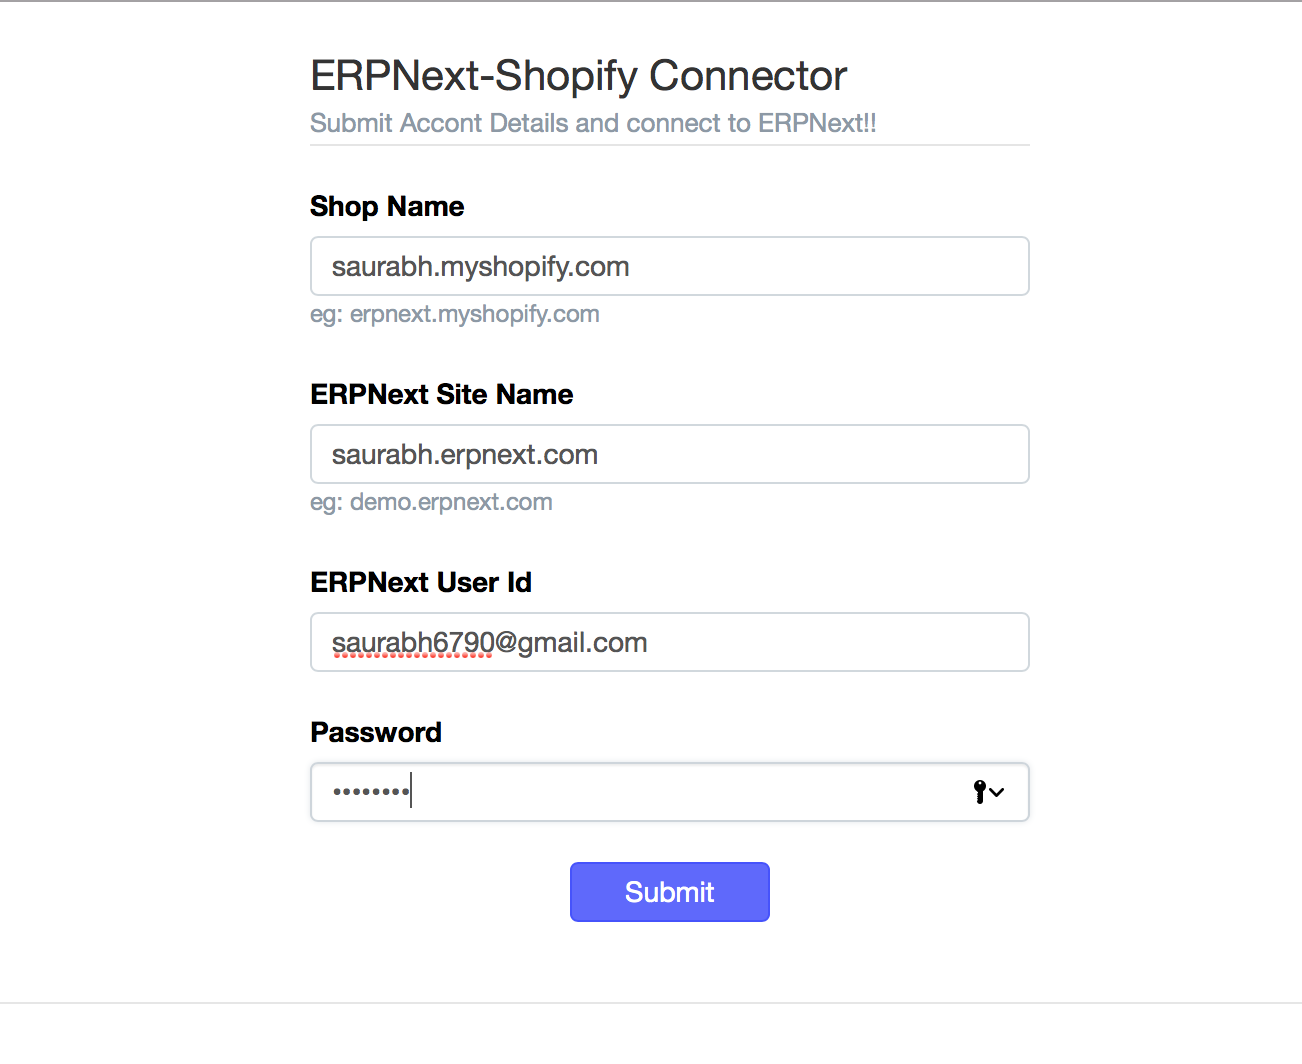 ERPNext-Shopify Connector
Submit Accont Details and connect to ERPNext!!
Shop Name
saurabh.myshopify.com
eg: erpnext.myshopify.com
ERPNext Site Name
saurabh.erpnext.com
eg: demo.erpnext.com
ERPNext User Id
saurabh6790@gmail.com
Password
••••••••
Submit